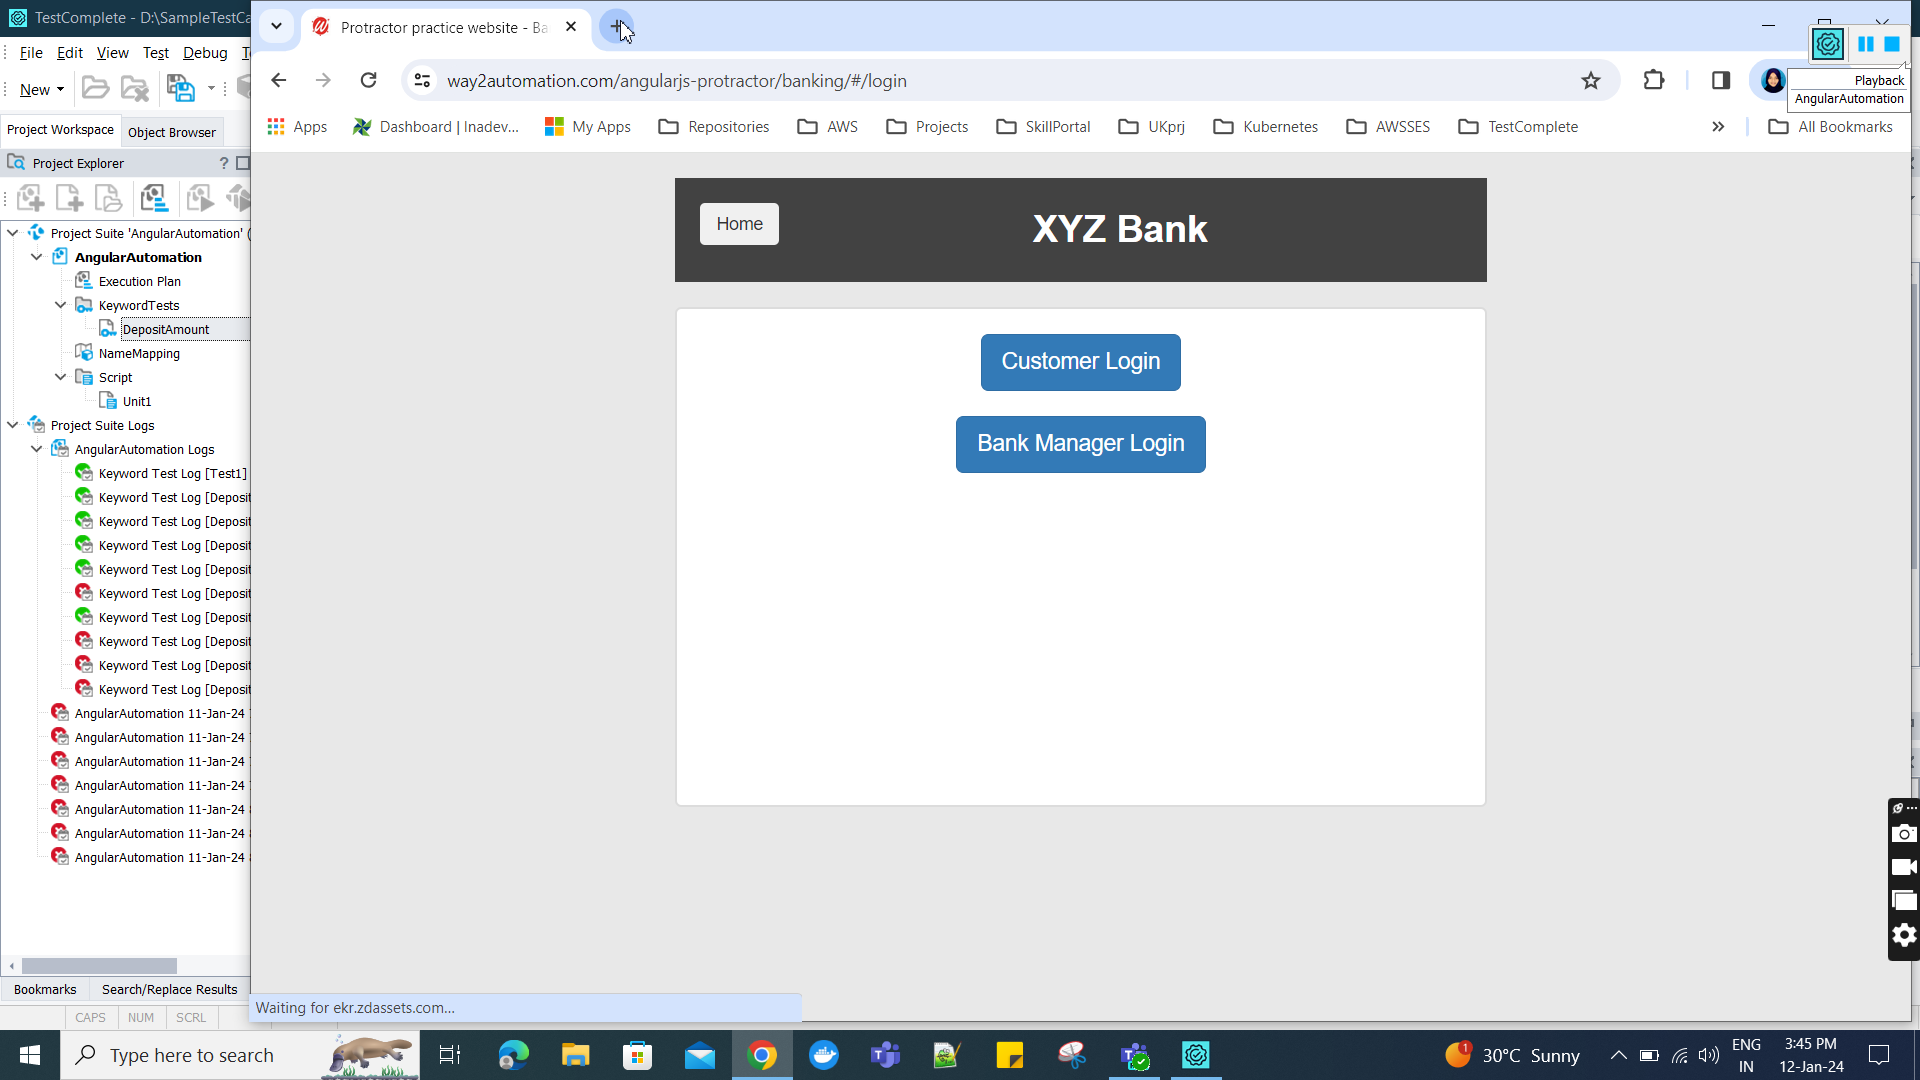 TestComplete - D:\SampleTestCa
File Edit View Test Debug T
New
Project Workspace Object Browser
Project Explorer ?
Project Suite 'AngularAutomation' (
AngularAutomation
Execution Plan
KeywordTests
DepositAmount
NameMapping
Script
Unit1
Project Suite Logs
AngularAutomation Logs
Keyword Test Log [Test1]
Keyword Test Log [Deposit
Keyword Test Log [Deposit
Keyword Test Log [Deposit
Keyword Test Log [Deposit
Keyword Test Log [Deposit
Keyword Test Log [Deposit
Keyword Test Log [Deposit
Keyword Test Log [Deposit
Keyword Test Log [Deposit
AngularAutomation 11-Jan-24
AngularAutomation 11-Jan-24
AngularAutomation 11-Jan-24
AngularAutomation 11-Jan-24
AngularAutomation 11-Jan-24
AngularAutomation 11-Jan-24
AngularAutomation 11-Jan-24
Bookmarks Search/Replace Results
CAPS NUM SCRL
Protractor practice website - Ba
way2automation.com/angularjs-protractor/banking/#/login
Playback
AngularAutomation
Apps Dashboard | Inadev... My Apps Repositories AWS Projects SkillPortal UKprj Kubernetes AWSSES TestComplete » All Bookmarks
Home XYZ Bank
Customer Login
Bank Manager Login
Waiting for ekr.zdassets.com...
Type here to search
1 30°C Sunny
ENG
IN
3:45 PM
12-Jan-24